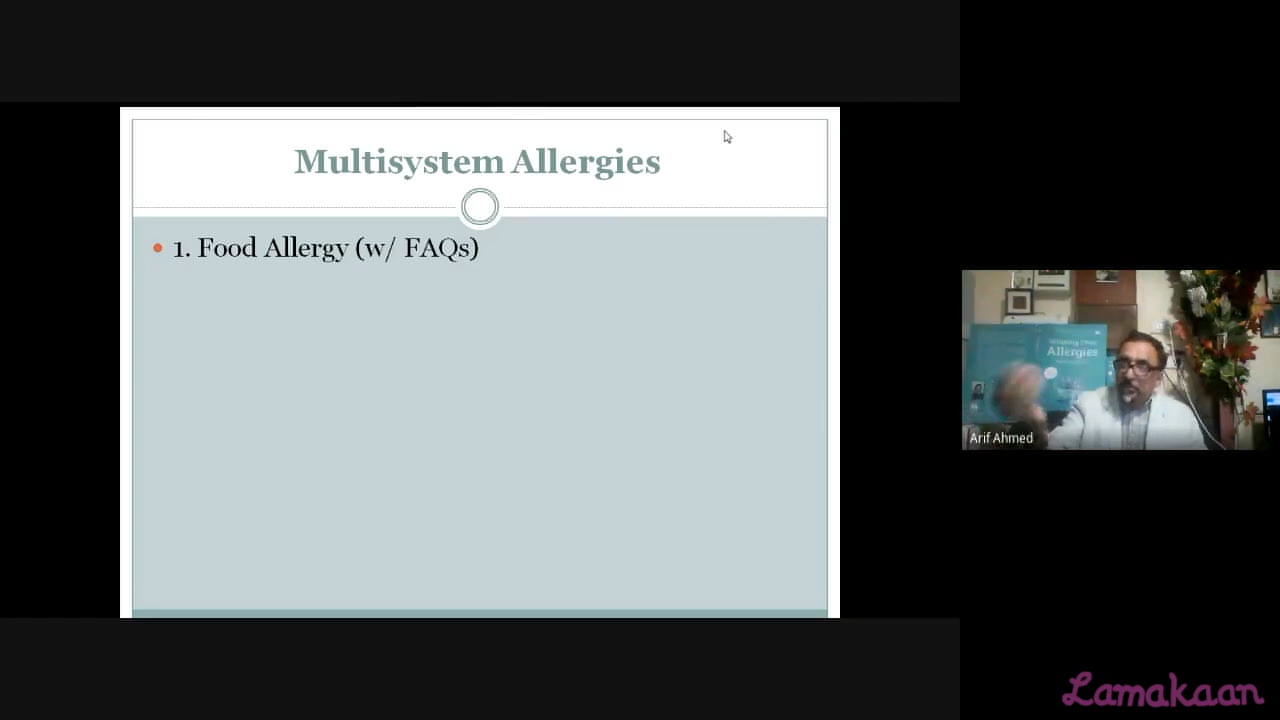 Multisystem Allergies
1. Food Allergy (w/ FAQs)
Allergies
Arif Ahmed
Lamakaan